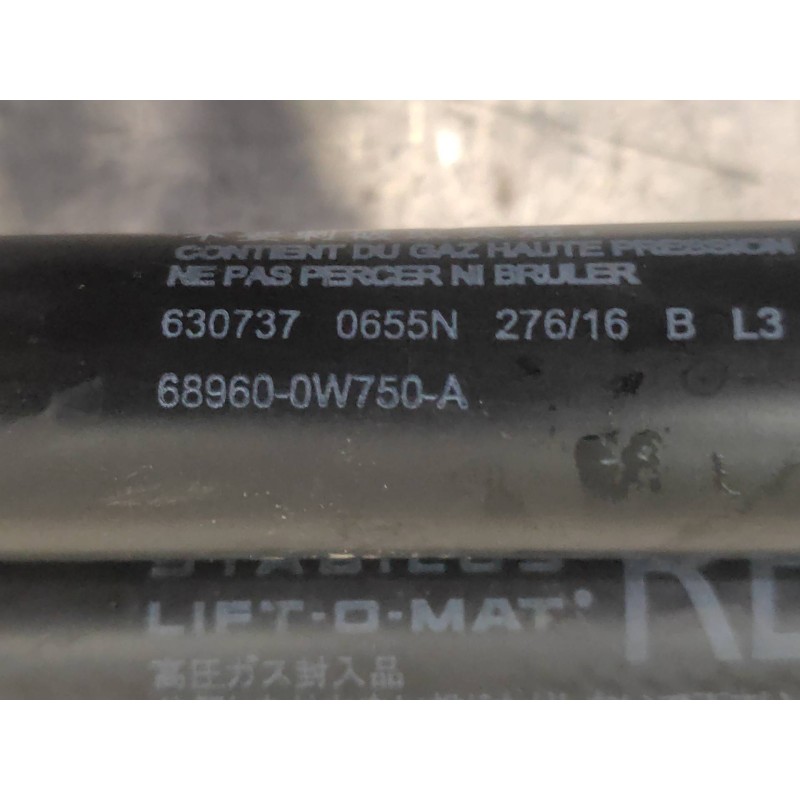 CONTIENT DU GAZ HAUTE PRESSION
NE PAS PERCER NI BRULER
630737 0655N 276/16 B L3
68960-0W750-A
STABILUS
LIFT-O-MAT
高圧ガス封入品